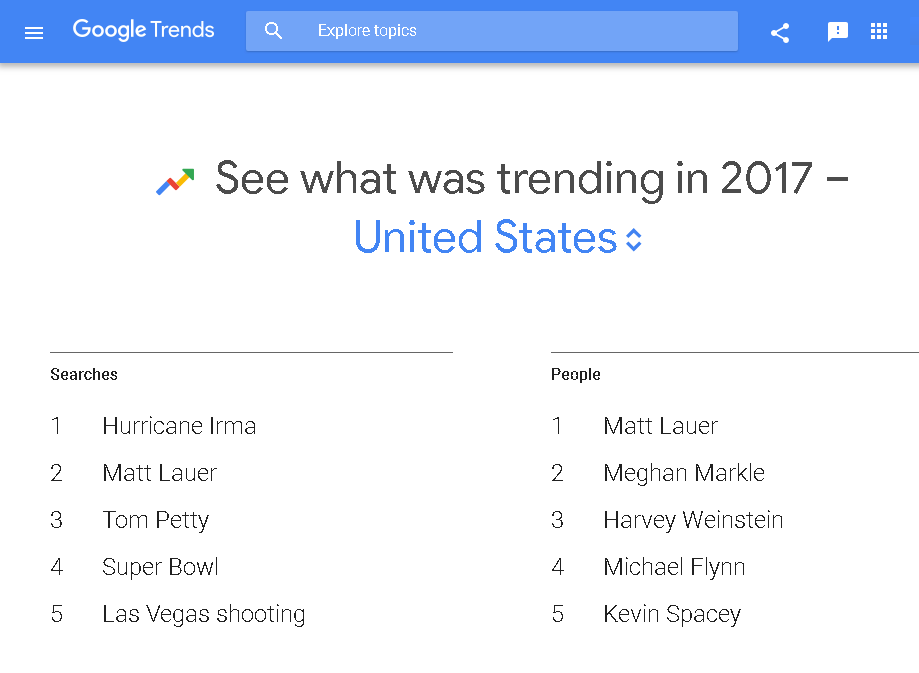 Google Trends
Explore topics
See what was trending in 2017 –
United States
Searches
1 Hurricane Irma
2 Matt Lauer
3 Tom Petty
4 Super Bowl
5 Las Vegas shooting
People
1 Matt Lauer
2 Meghan Markle
3 Harvey Weinstein
4 Michael Flynn
5 Kevin Spacey